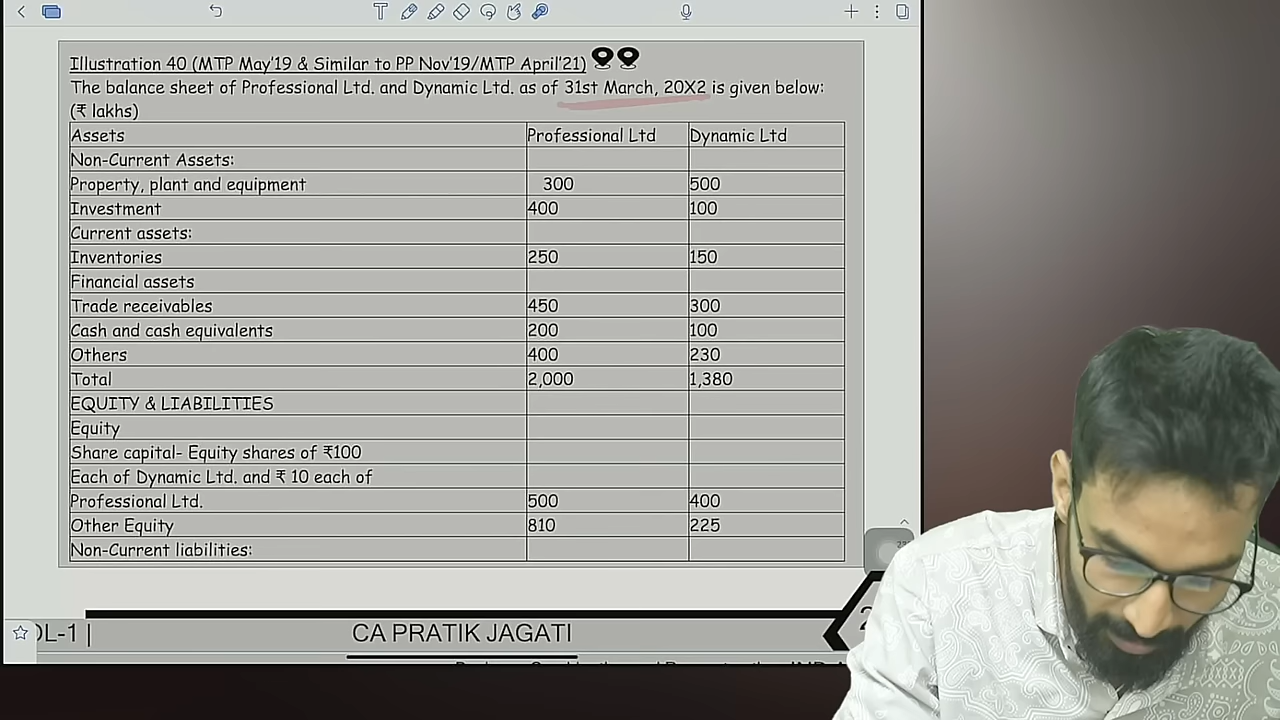 Illustration 40 (MTP May'19 & Similar to PP Nov'19/MTP April'21)
The balance sheet of Professional Ltd. and Dynamic Ltd. as of 31st March, 20X2 is given below:
(₹ lakhs)
Assets Professional Ltd Dynamic Ltd
Non-Current Assets:
Property, plant and equipment 300 500
Investment 400 100
Current assets:
Inventories 250 150
Financial assets
Trade receivables 450 300
Cash and cash equivalents 200 100
Others 400 230
Total 2,000 1,380
EQUITY & LIABILITIES
Equity
Share capital- Equity shares of ₹100
Each of Dynamic Ltd. and ₹ 10 each of
Professional Ltd. 500 400
Other Equity 810 225
Non-Current liabilities:
OL-1 | CA PRATIK JAGATI